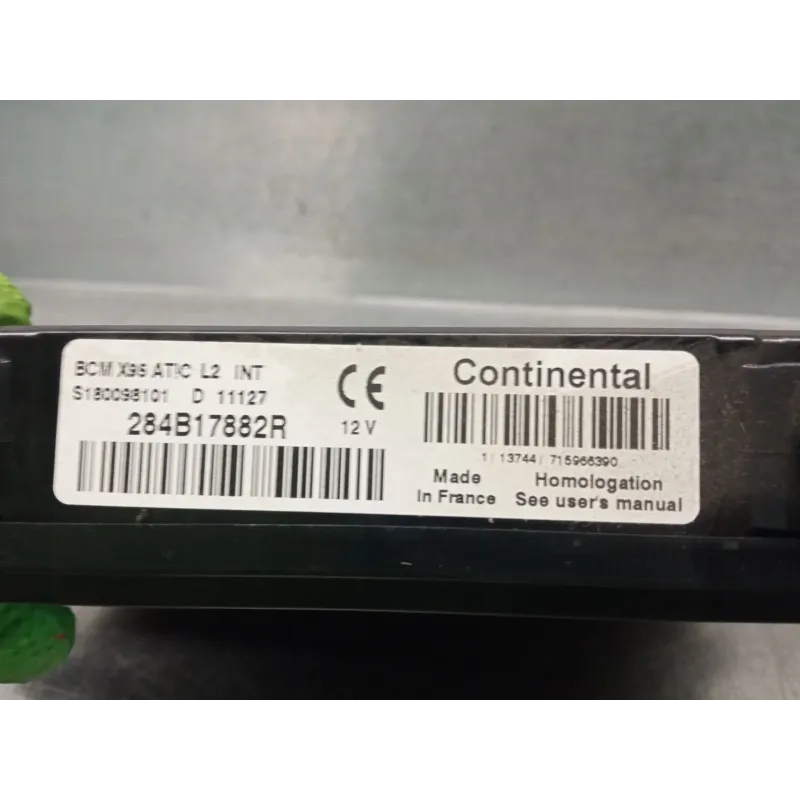 BCM X95 ATIC L2 INT
S180098101 D 11127
284B17882R
CE
12 V
Continental
1 / 13744 / 715966390
Made
In France
Homologation
See user's manual